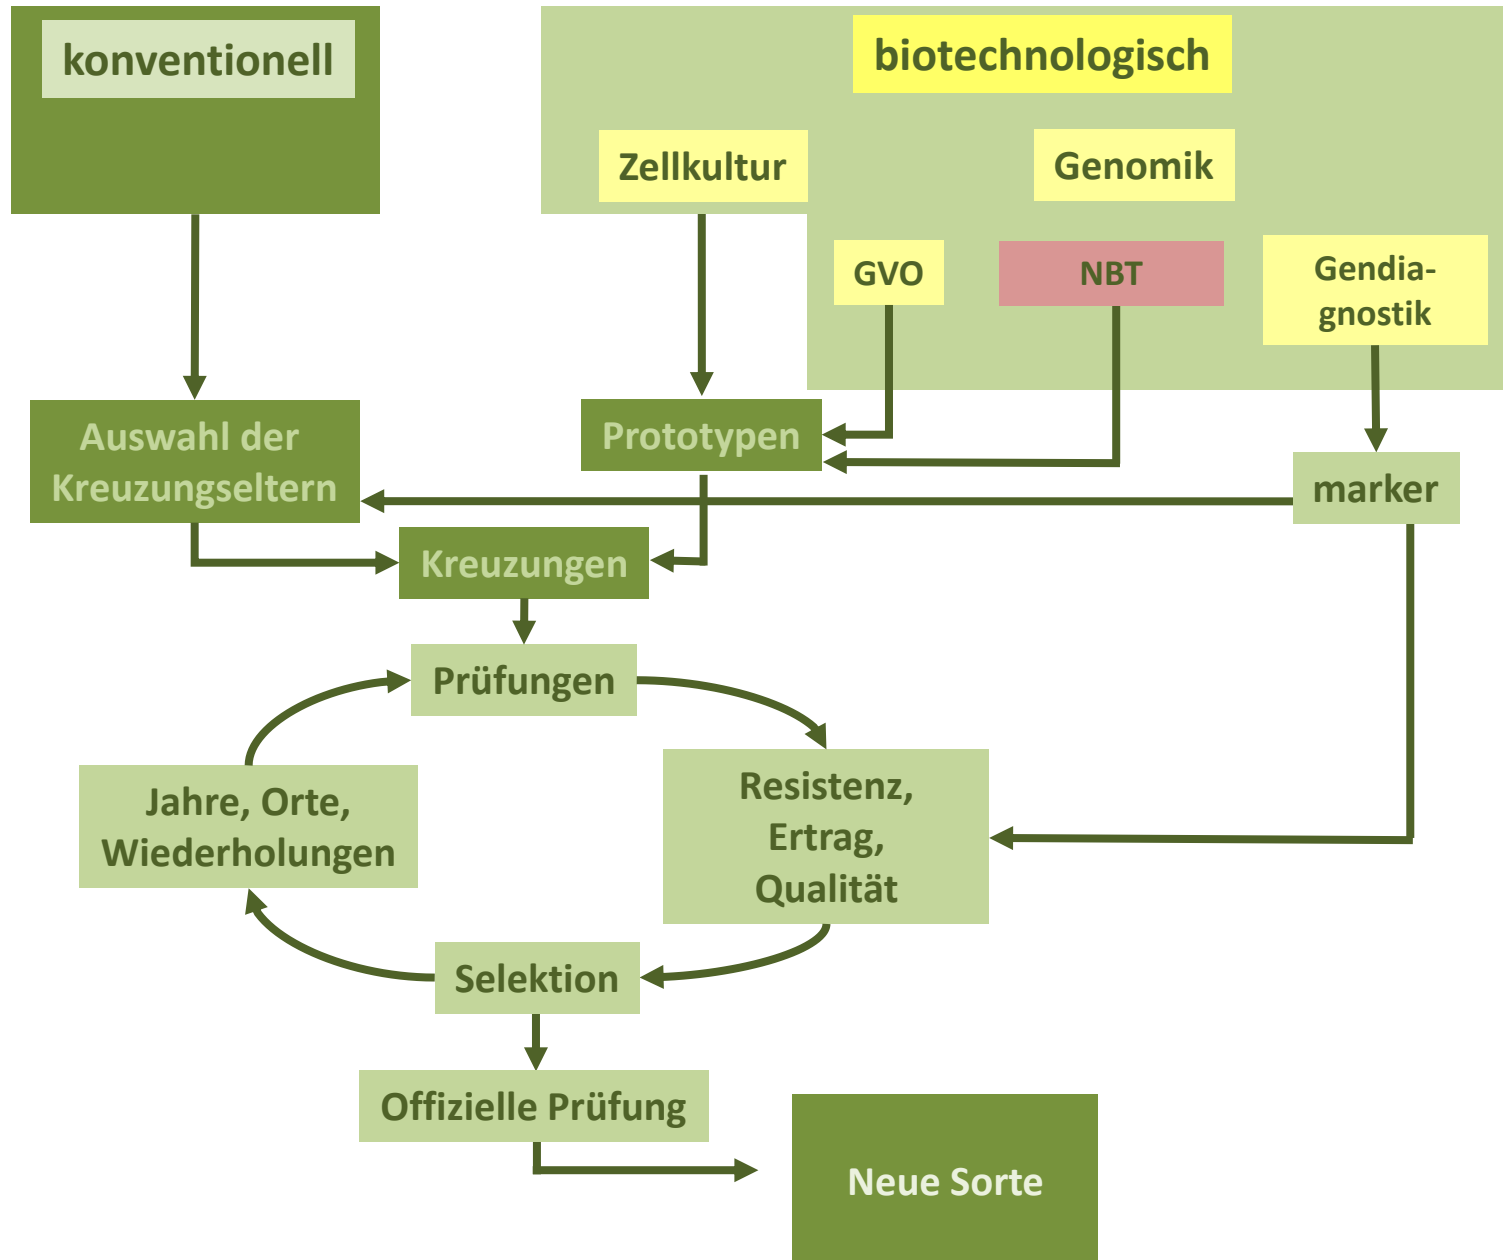 konventionell
biotechnologisch
Zellkultur
Genomik
GVO
NBT
Gendia-
gnostik
Auswahl der
Kreuzungseltern
Prototypen
marker
Kreuzungen
Prüfungen
Jahre, Orte,
Wiederholungen
Resistenz,
Ertrag,
Qualität
Selektion
Offizielle Prüfung
Neue Sorte